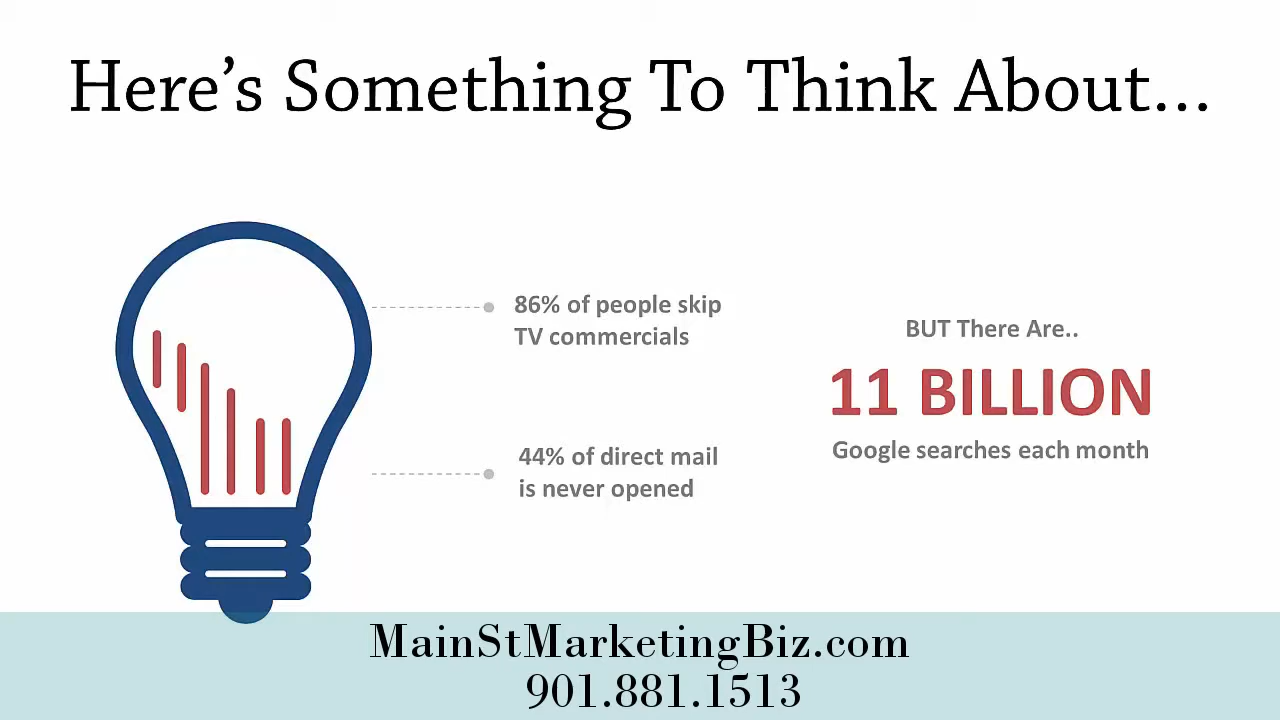 Here’s Something To Think About...
86% of people skip
TV commercials
44% of direct mail
is never opened
BUT There Are..
11 BILLION
Google searches each month
MainStMarketingBiz.com
901.881.1513